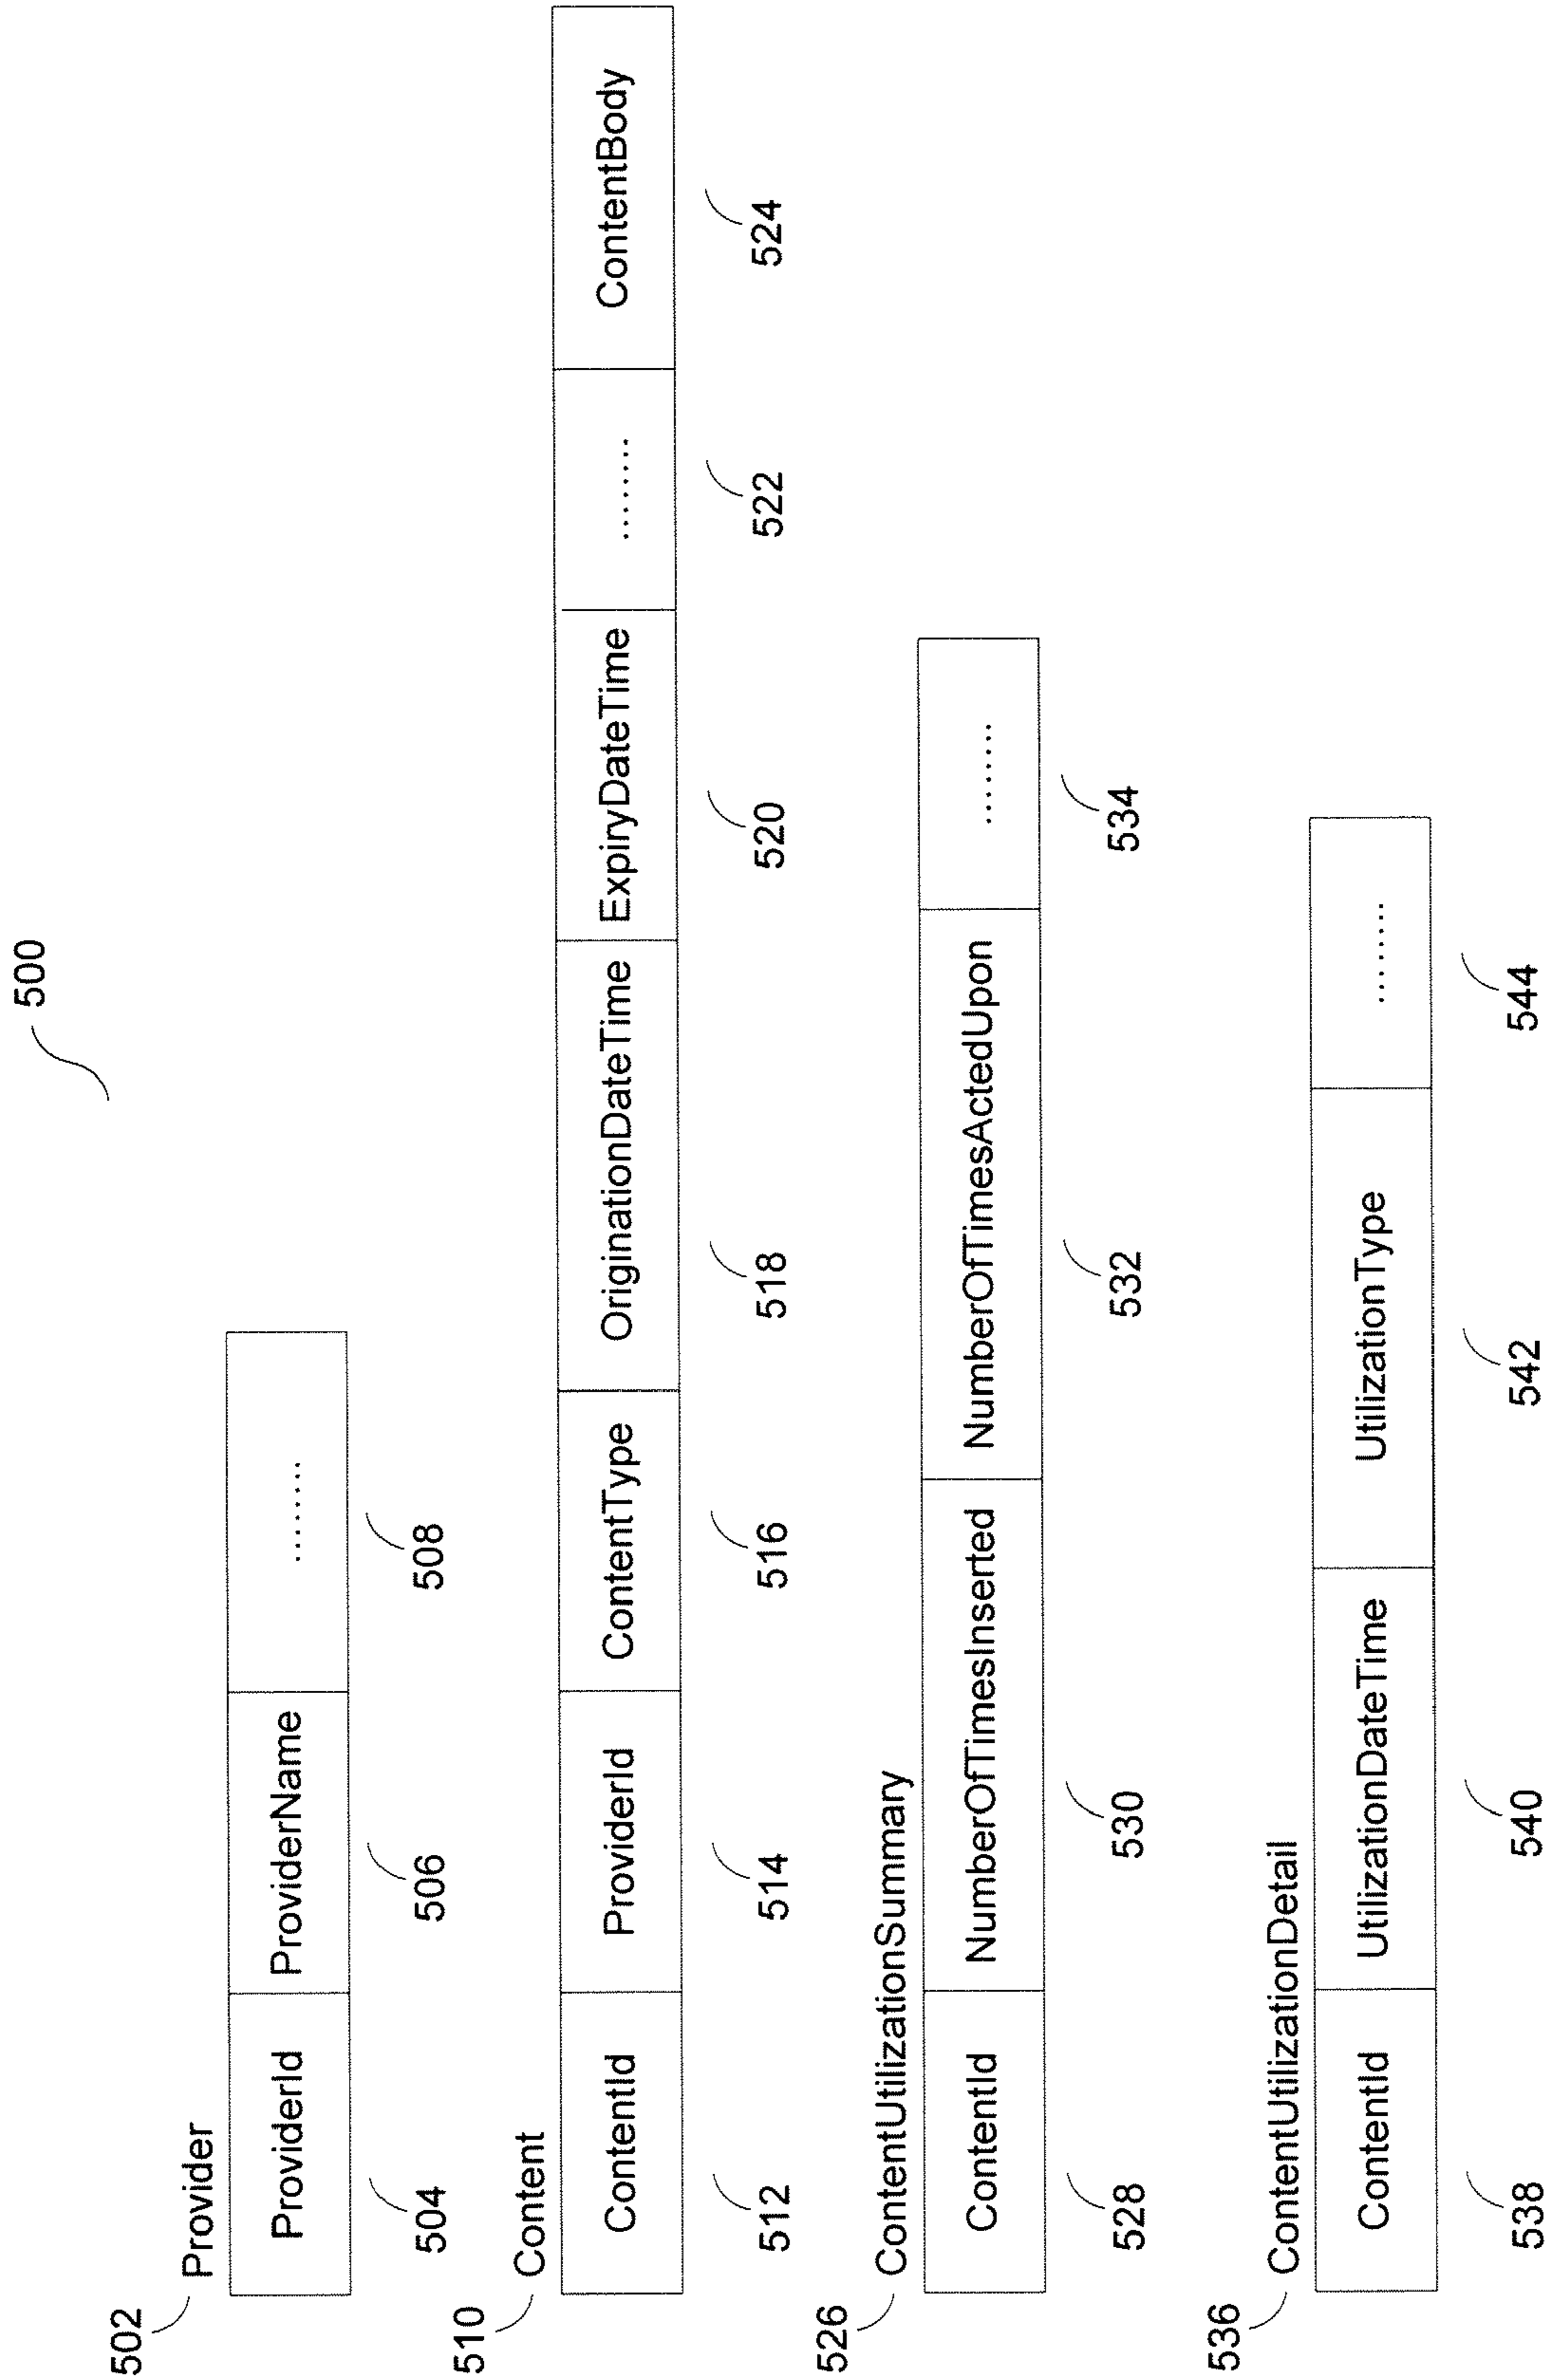 500
502
Provider
ProviderId ProviderName ........
504 506 508
510
Content
ContentId ProviderId ContentType OriginationDateTime ExpiryDateTime ........ ContentBody
512 514 516 518 520 522 524
526
ContentUtilizationSummary
ContentId NumberOfTimesInserted NumberOfTimesActedUpon ........
528 530 532 534
536
ContentUtilizationDetail
ContentId UtilizationDateTime UtilizationType ........
538 540 542 544